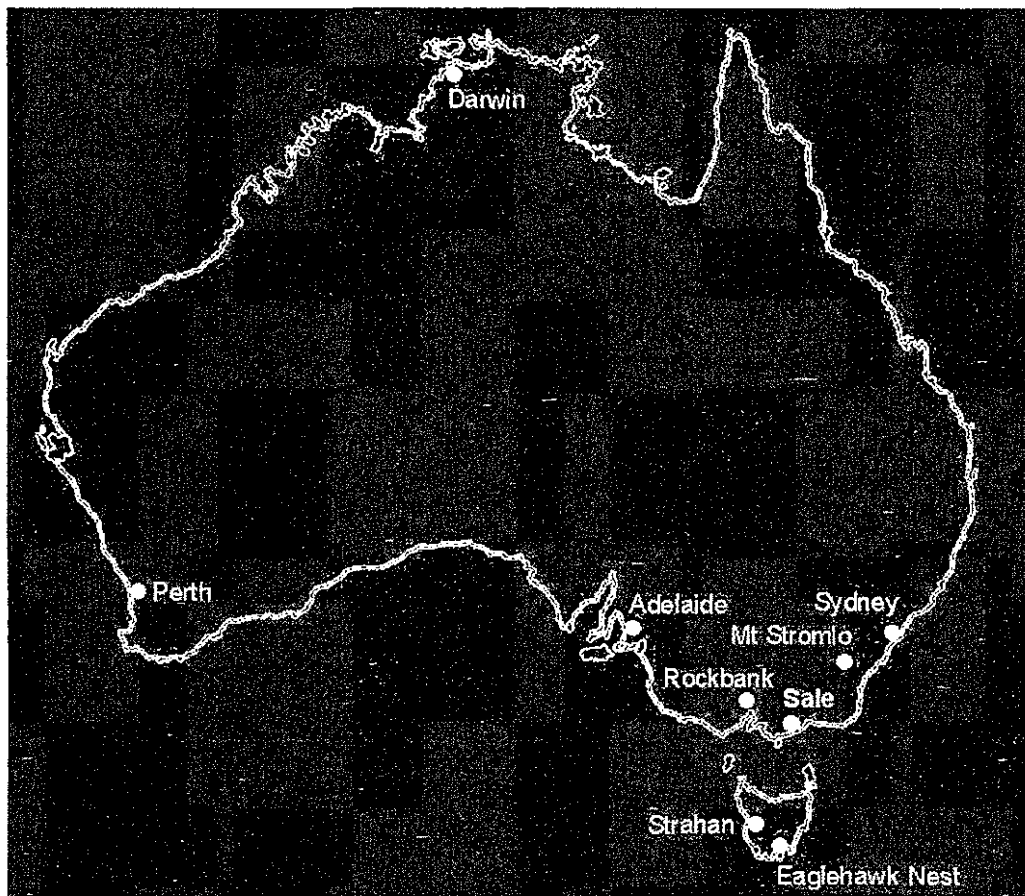 Darwin
Perth
Adelaide
Sydney
Mt Stromlo
Rockbank
Sale
Strahan
Eaglehawk Nest